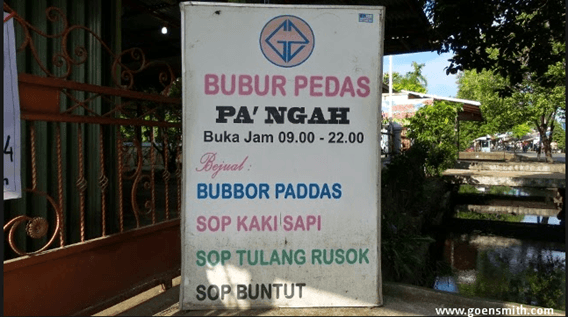 BUBUR PEDAS
PA' NGAH
Buka Jam 09.00 - 22.00
Bejual :
BUBBOR PADDAS
SOP KAKI SAPI
SOP TULANG RUSOK
SOP BUNTUT
4
www.goensmith.com